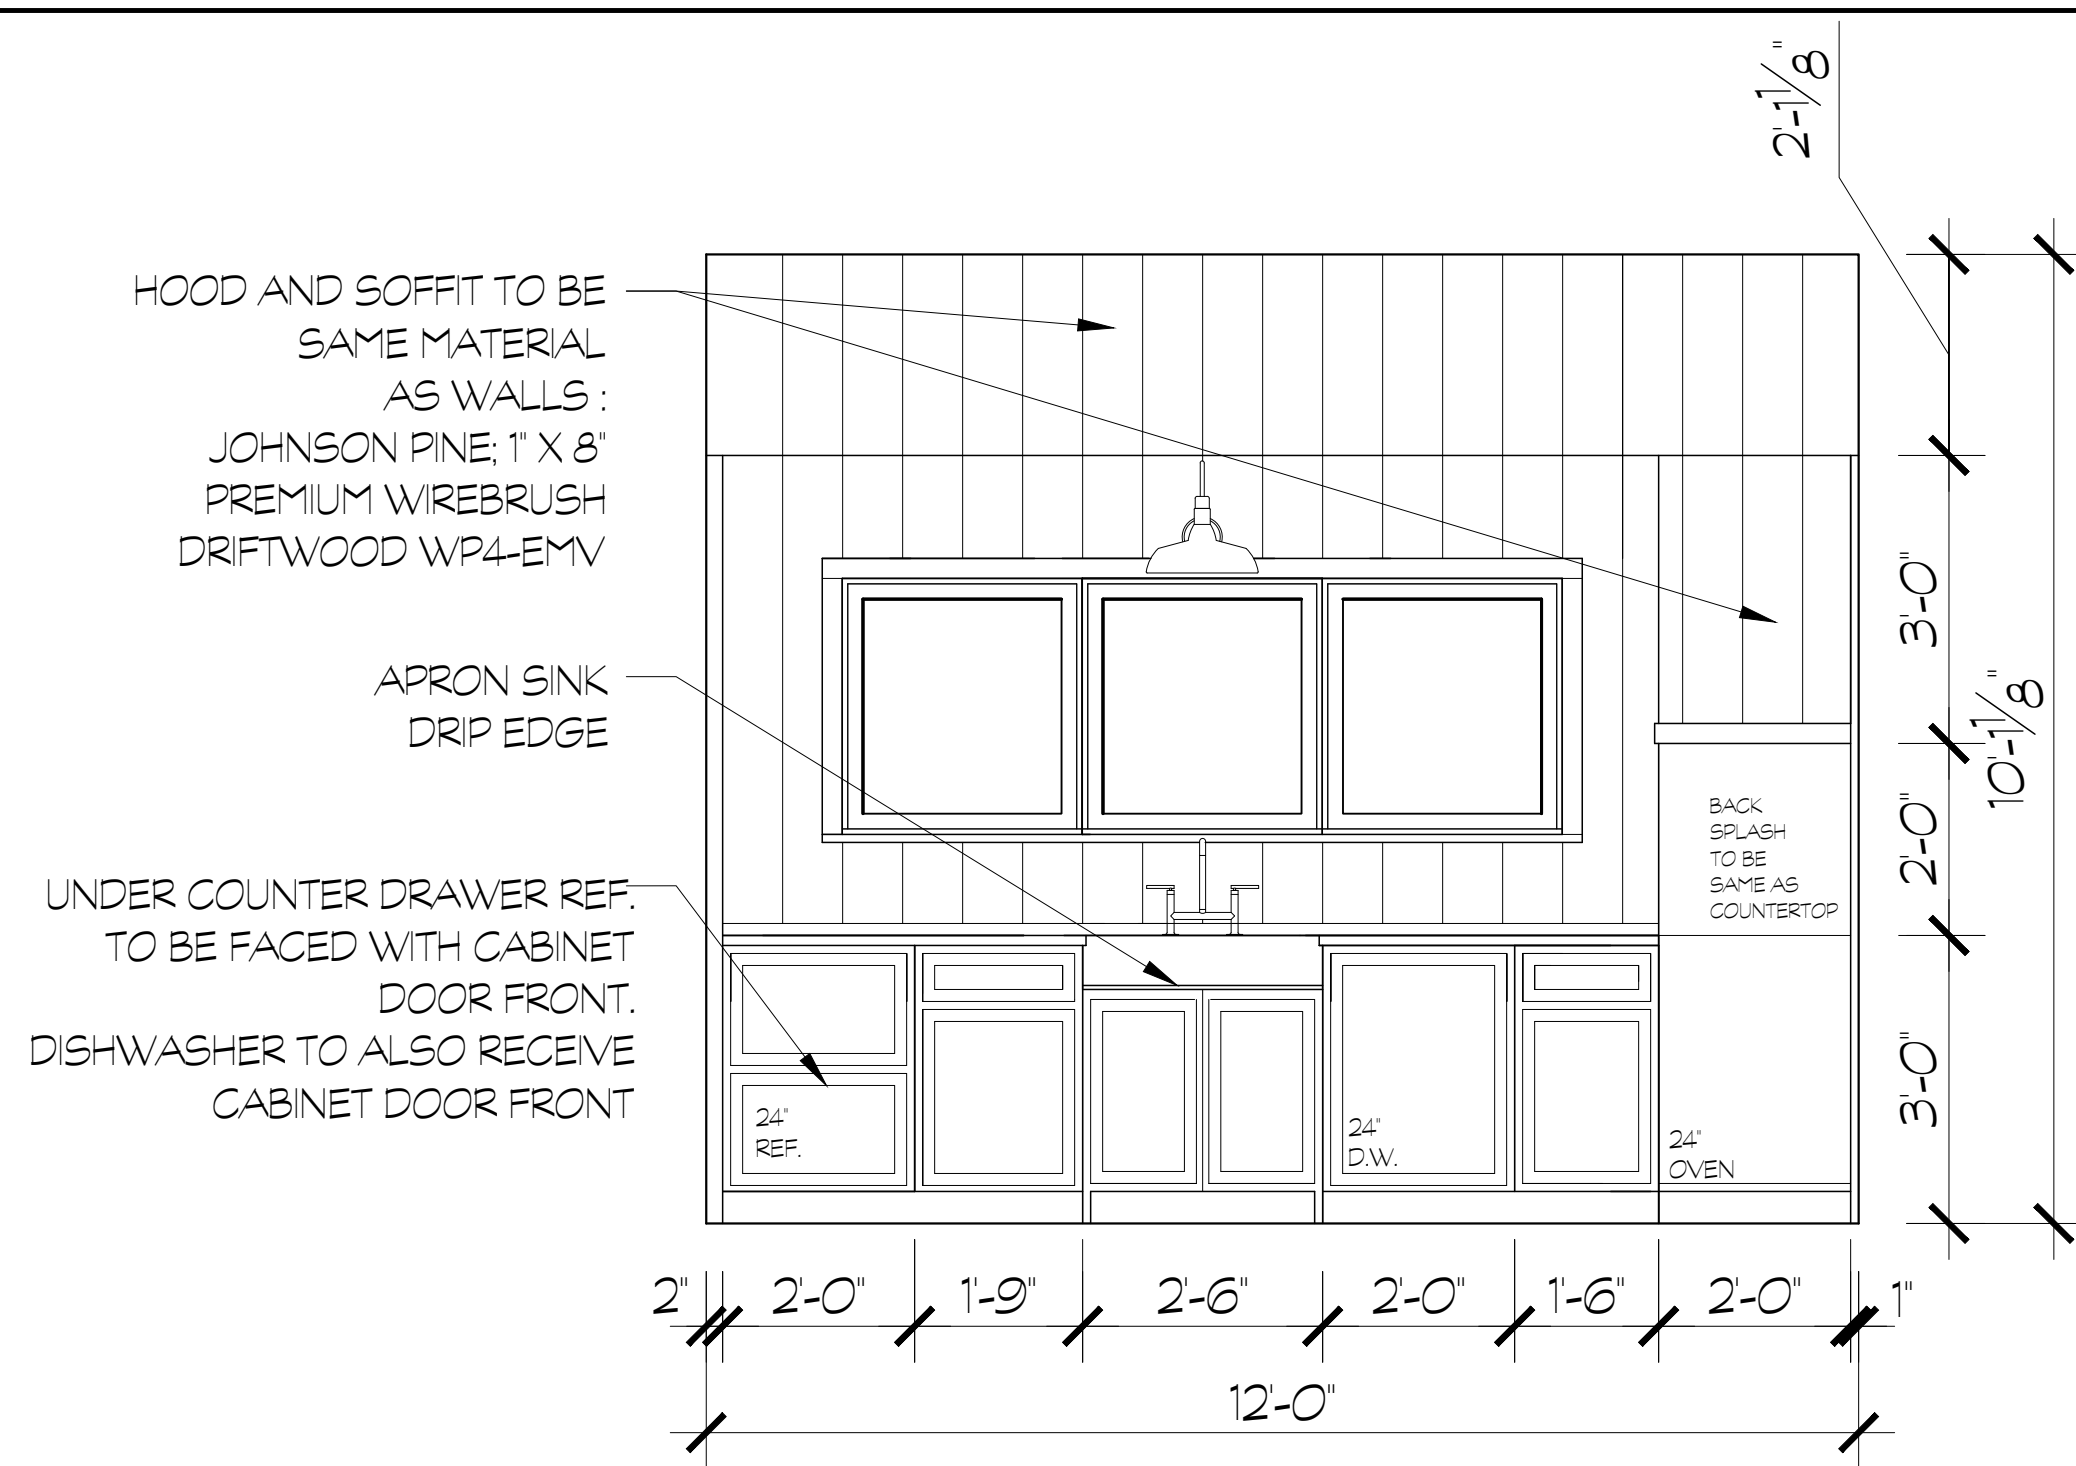 2'-1 1/8"
HOOD AND SOFFIT TO BE
SAME MATERIAL
AS WALLS :
JOHNSON PINE; 1" X 8"
PREMIUM WIREBRUSH
DRIFTWOOD WP4-EMV
3'-0"
APRON SINK
DRIP EDGE
10'-1 1/8"
BACK
SPLASH
TO BE
SAME AS
COUNTERTOP
2'-0"
UNDER COUNTER DRAWER REF.
TO BE FACED WITH CABINET
DOOR FRONT.
DISHWASHER TO ALSO RECEIVE
CABINET DOOR FRONT
3'-0"
24"
REF.
24"
D.W.
24"
OVEN
2" 2'-0" 1'-9" 2'-6" 2'-0" 1'-6" 2'-0" 1"
12'-0"